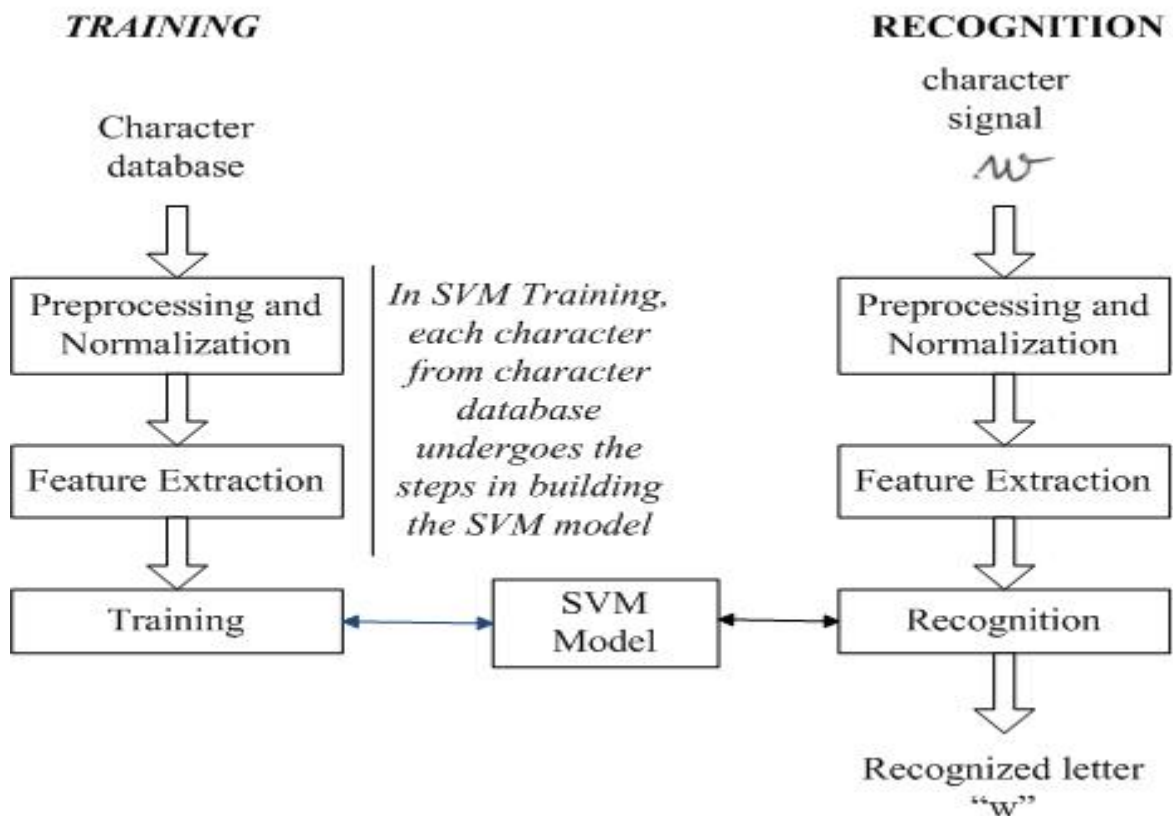 TRAINING
Character
database
Preprocessing and
Normalization
Feature Extraction
Training
In SVM Training,
each character
from character
database
undergoes the
steps in building
the SVM model
SVM
Model
RECOGNITION
character
signal
w
Preprocessing and
Normalization
Feature Extraction
Recognition
Recognized letter
“w”